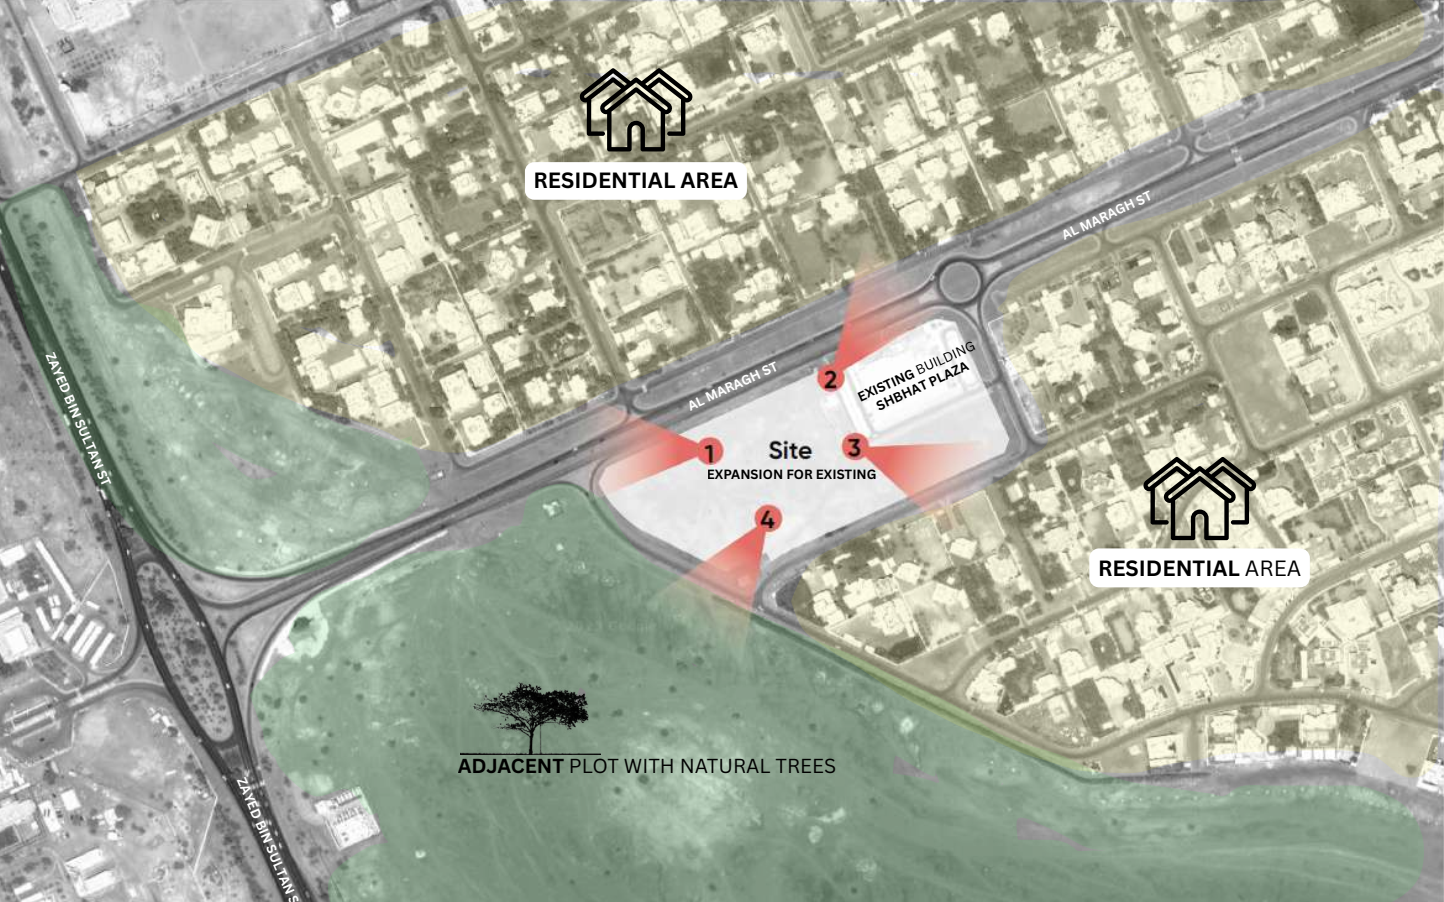 RESIDENTIAL AREA
AL MARAGH ST
ZAYED BIN SULTAN ST
AL MARAGH ST
2
EXISTING BUILDING
SHBHAT PLAZA
1
Site
3
EXPANSION FOR EXISTING
4
RESIDENTIAL AREA
ADJACENT PLOT WITH NATURAL TREES
ZAYED BIN SULTAN S